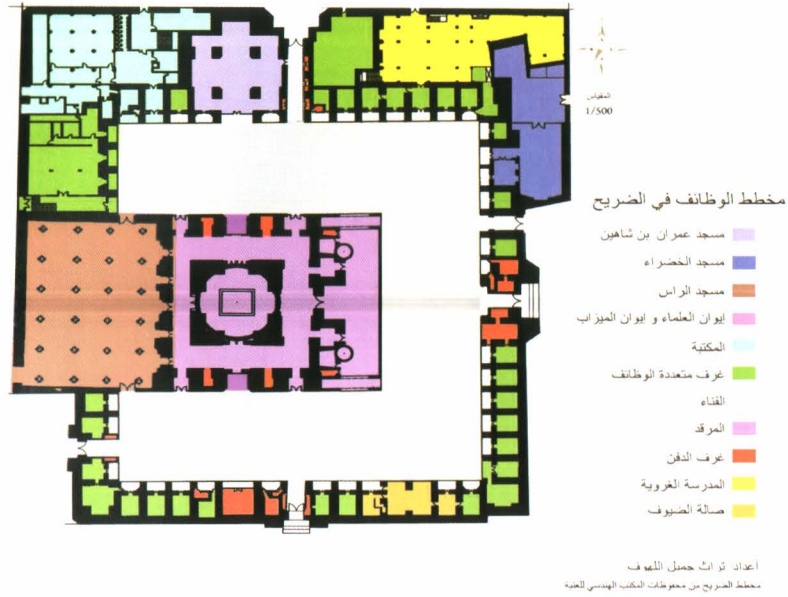 المقياس
1/500
مخطط الوظائف في الضريح
مسجد عمران بن شاهين
مسجد الخضراء
مسجد الراس
إيوان العلماء و ايوان الميزاب
المكتبة
غرف متعددة الوظائف
الفناء
المرقد
غرف الدفن
المدرسة الغروية
صالة الضيوف
أعداد تراث جميل اللهوف
مخطط الضريح من محفوظات المكتب الهندسي للعتبة